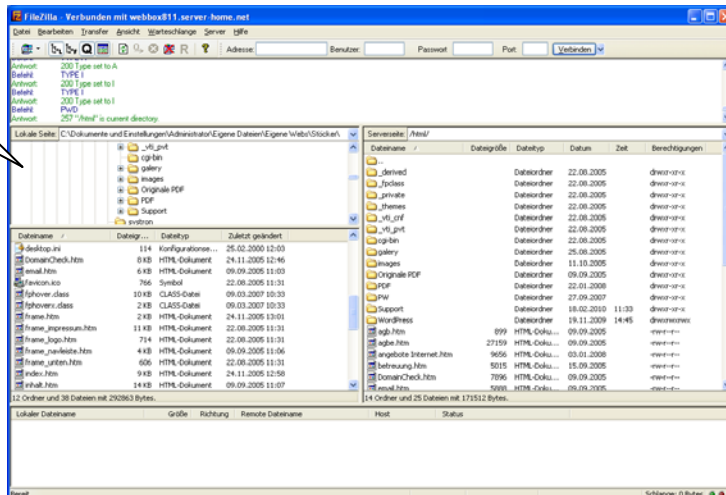 FileZilla - Verbunden mit webbox811.server-home.net
Datei Bearbeiten Transfer Ansicht Warteschlange Server Hilfe
Adresse: Benutzer: Passwort Port: Verbinden
Antwort: 200 Type set to A
Befehl: TYPE I
Antwort: 200 Type set to I
Befehl: TYPE I
Antwort: 200 Type set to I
Befehl: PWD
Antwort: 257 "/html" is current directory.
Lokale Seite: C:\Dokumente und Einstellungen\Administrator\Eigene Dateien\Eigene Webs\Stöcker\
_vti_pvt
cgi-bin
galery
images
Originale PDF
PDF
Support
systron
Dateiname / Dateigr... Dateityp Zuletzt geändert
desktop.ini 114 Konfigurationse... 25.02.2000 12:03
DomainCheck.htm 8 KB HTML-Dokument 24.11.2005 12:46
email.htm 6 KB HTML-Dokument 09.09.2005 11:03
favicon.ico 766 Symbol 22.08.2005 11:31
fphover.class 10 KB CLASS-Datei 09.03.2007 10:33
fphoverx.class 2 KB CLASS-Datei 09.03.2007 10:33
frame.htm 2 KB HTML-Dokument 24.11.2005 13:01
frame_impressum.htm 11 KB HTML-Dokument 22.08.2005 11:31
frame_logo.htm 714 HTML-Dokument 22.08.2005 11:31
frame_navleiste.htm 4 KB HTML-Dokument 09.09.2005 11:06
frame_unten.htm 606 HTML-Dokument 22.08.2005 11:31
index.htm 9 KB HTML-Dokument 24.11.2005 12:58
inhalt.htm 14 KB HTML-Dokument 09.09.2005 11:07
12 Ordner und 38 Dateien mit 292863 Bytes.
Serverseite: /html/
Dateiname / Dateigröße Dateityp Datum Zeit Berechtigungen
..
_derived Dateiordner 22.08.2005 drwxr-xr-x
_fpclass Dateiordner 22.08.2005 drwxr-xr-x
_private Dateiordner 22.08.2005 drwxr-xr-x
_themes Dateiordner 22.08.2005 drwxr-xr-x
_vti_cnf Dateiordner 22.08.2005 drwxr-xr-x
_vti_pvt Dateiordner 22.08.2005 drwxr-xr-x
cgi-bin Dateiordner 22.08.2005 drwxr-xr-x
galery Dateiordner 25.08.2005 drwxr-xr-x
images Dateiordner 11.10.2005 drwxr-xr-x
Originale PDF Dateiordner 09.09.2005 drwxr-xr-x
PDF Dateiordner 22.01.2008 drwxr-xr-x
PW Dateiordner 27.09.2007 drwxr-xr-x
Support Dateiordner 18.02.2010 11:33 drwxr-xr-x
WordPress Dateiordner 19.11.2009 14:45 drwxrwxrwx
agb.htm 899 HTML-Doku... 09.09.2005 -rw-r--r--
agbe.htm 27159 HTML-Doku... 09.09.2005 -rw-r--r--
angebote Internet.htm 9656 HTML-Doku... 03.01.2008 -rw-r--r--
betreuung.htm 5015 HTML-Doku... 15.09.2005 -rw-r--r--
DomainCheck.htm 7896 HTML-Doku... 09.09.2005 -rw-r--r--
email.htm 5888 HTML-Doku... 09.09.2005 -rw-r--r--
14 Ordner und 25 Dateien mit 171512 Bytes.
Lokaler Dateiname Größe Richtung Remote Dateiname Host Status
Bereit Schlange: 0 Bytes